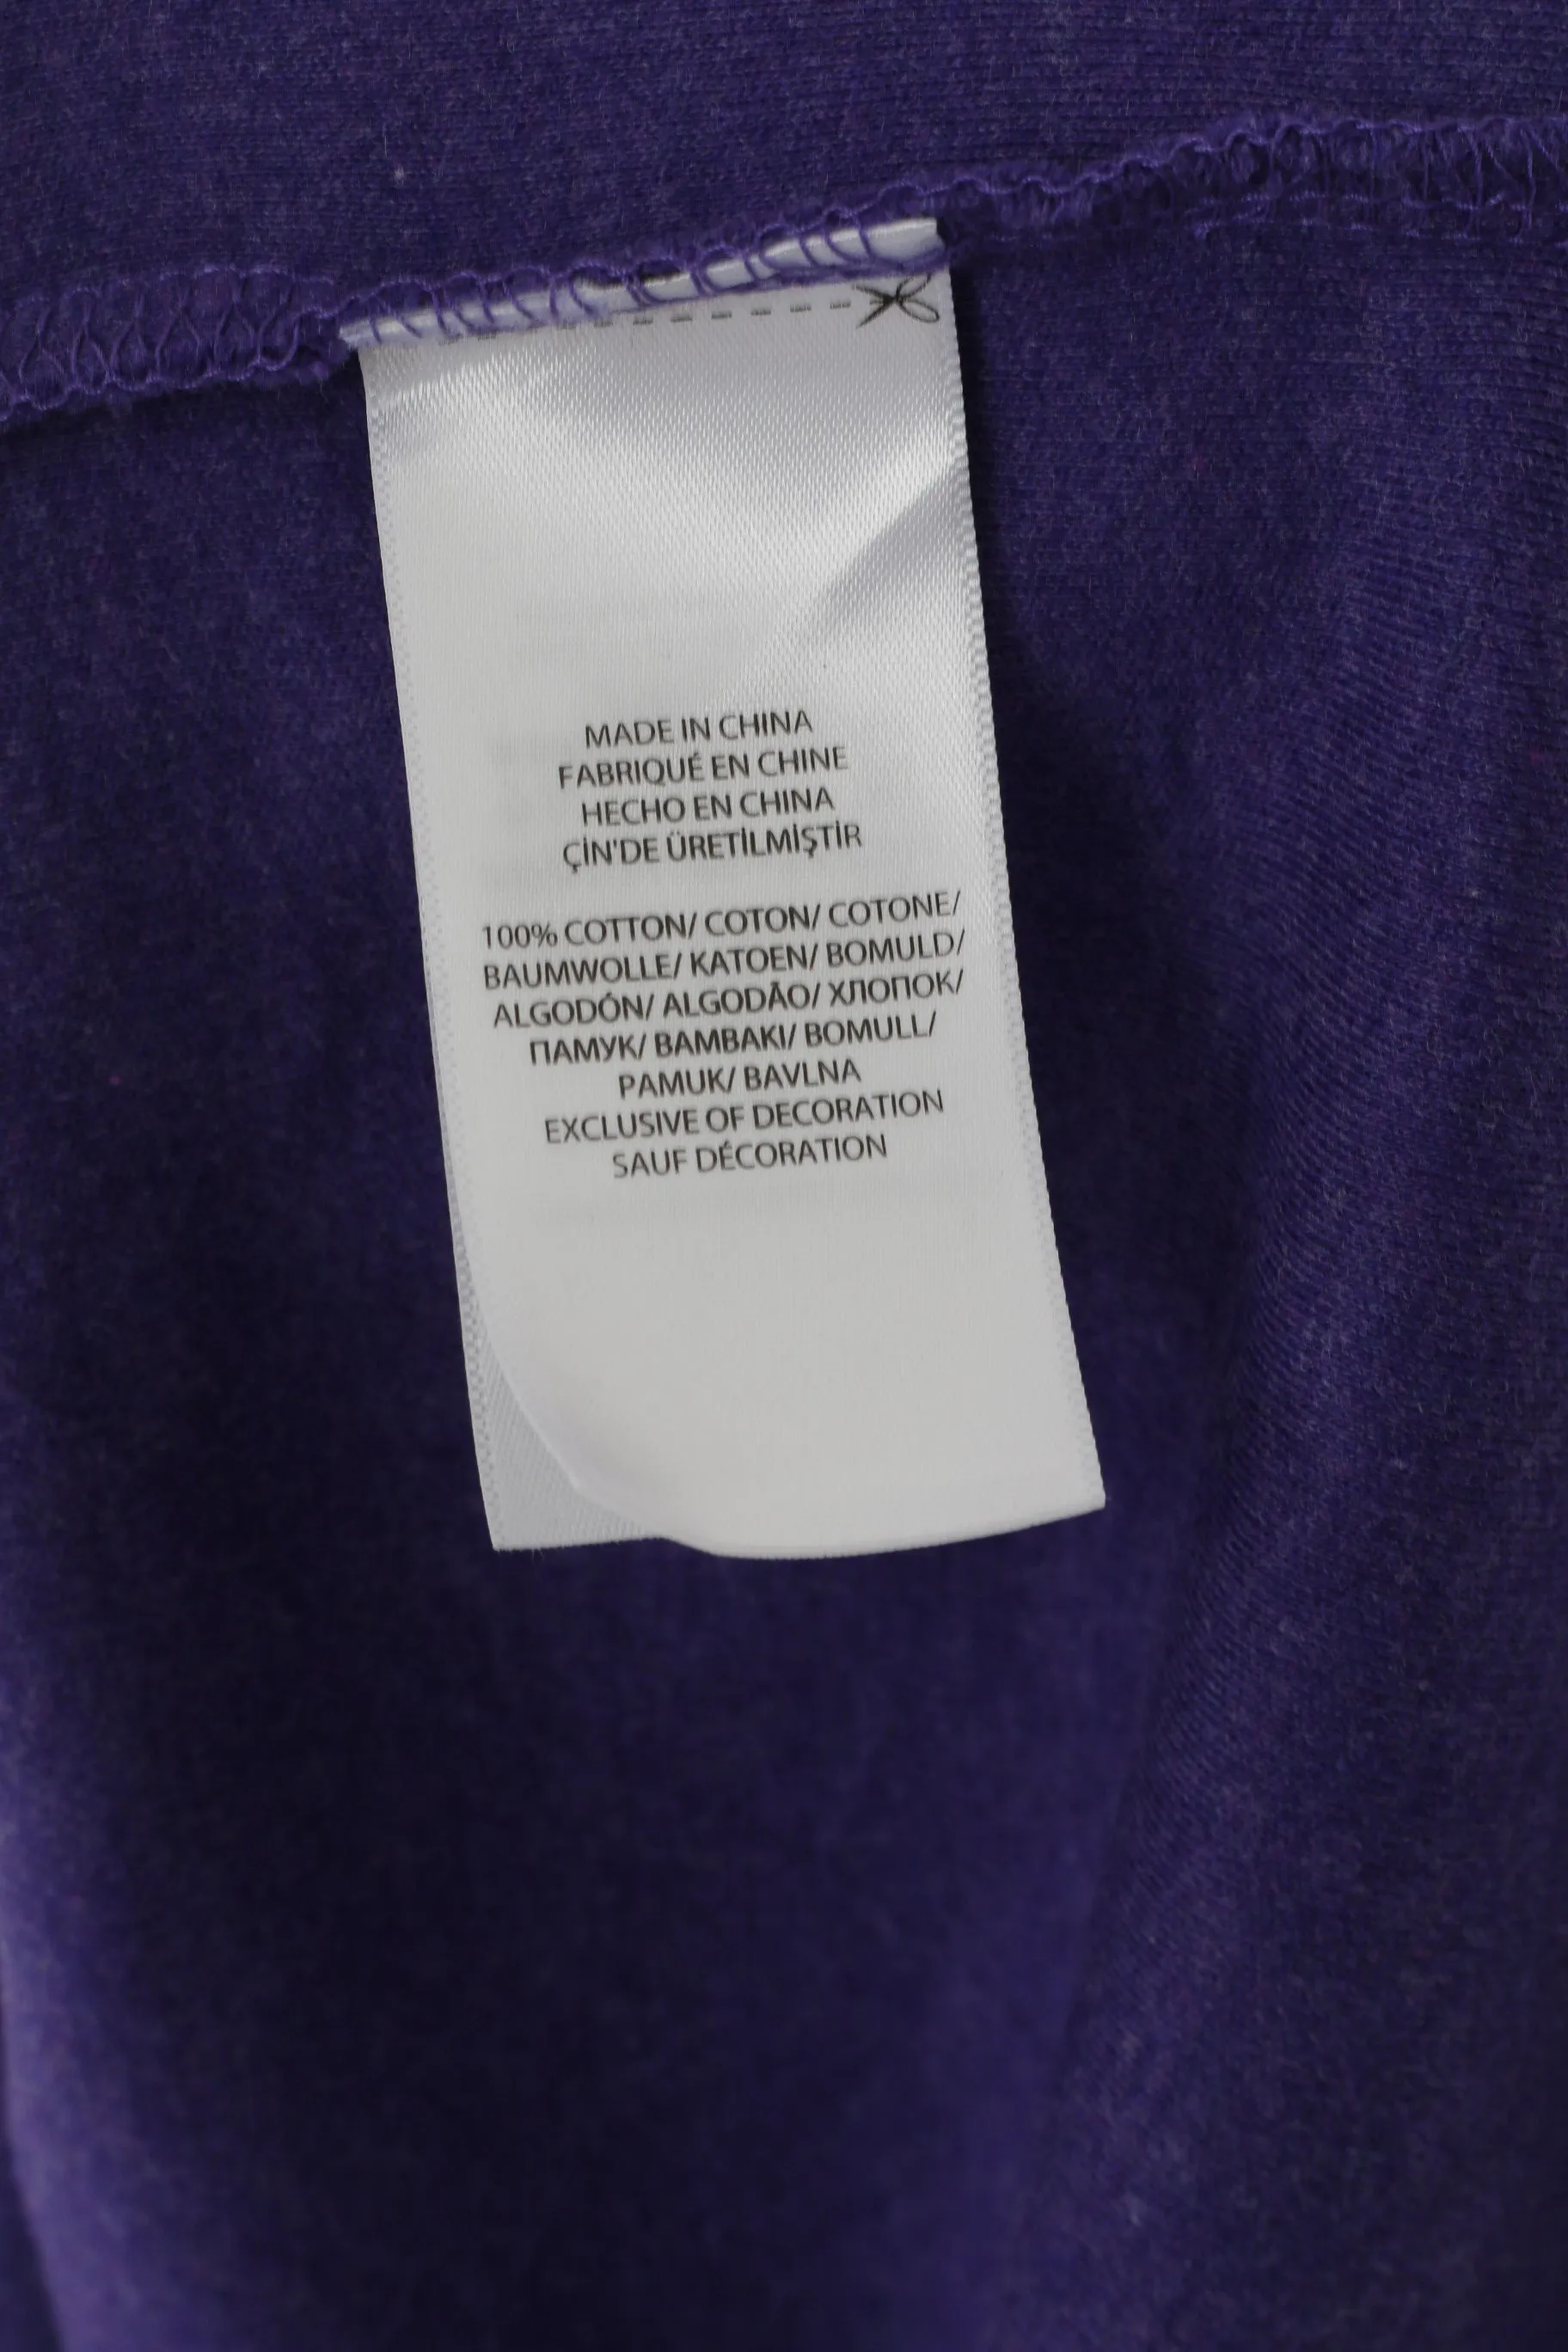 MADE IN CHINA
FABRIQUÉ EN CHINE
HECHO EN CHINA
ÇİN'DE ÜRETİLMİŞTİR
100% COTTON/ COTON/ COTONE/
BAUMWOLLE/ KATOEN/ BOMULD/
ALGODÓN/ ALGODÃO/ ХЛОПОК/
ПАМУК/ BAMBAKI/ BOMULL/
PAMUK/ BAVLNA
EXCLUSIVE OF DECORATION
SAUF DÉCORATION